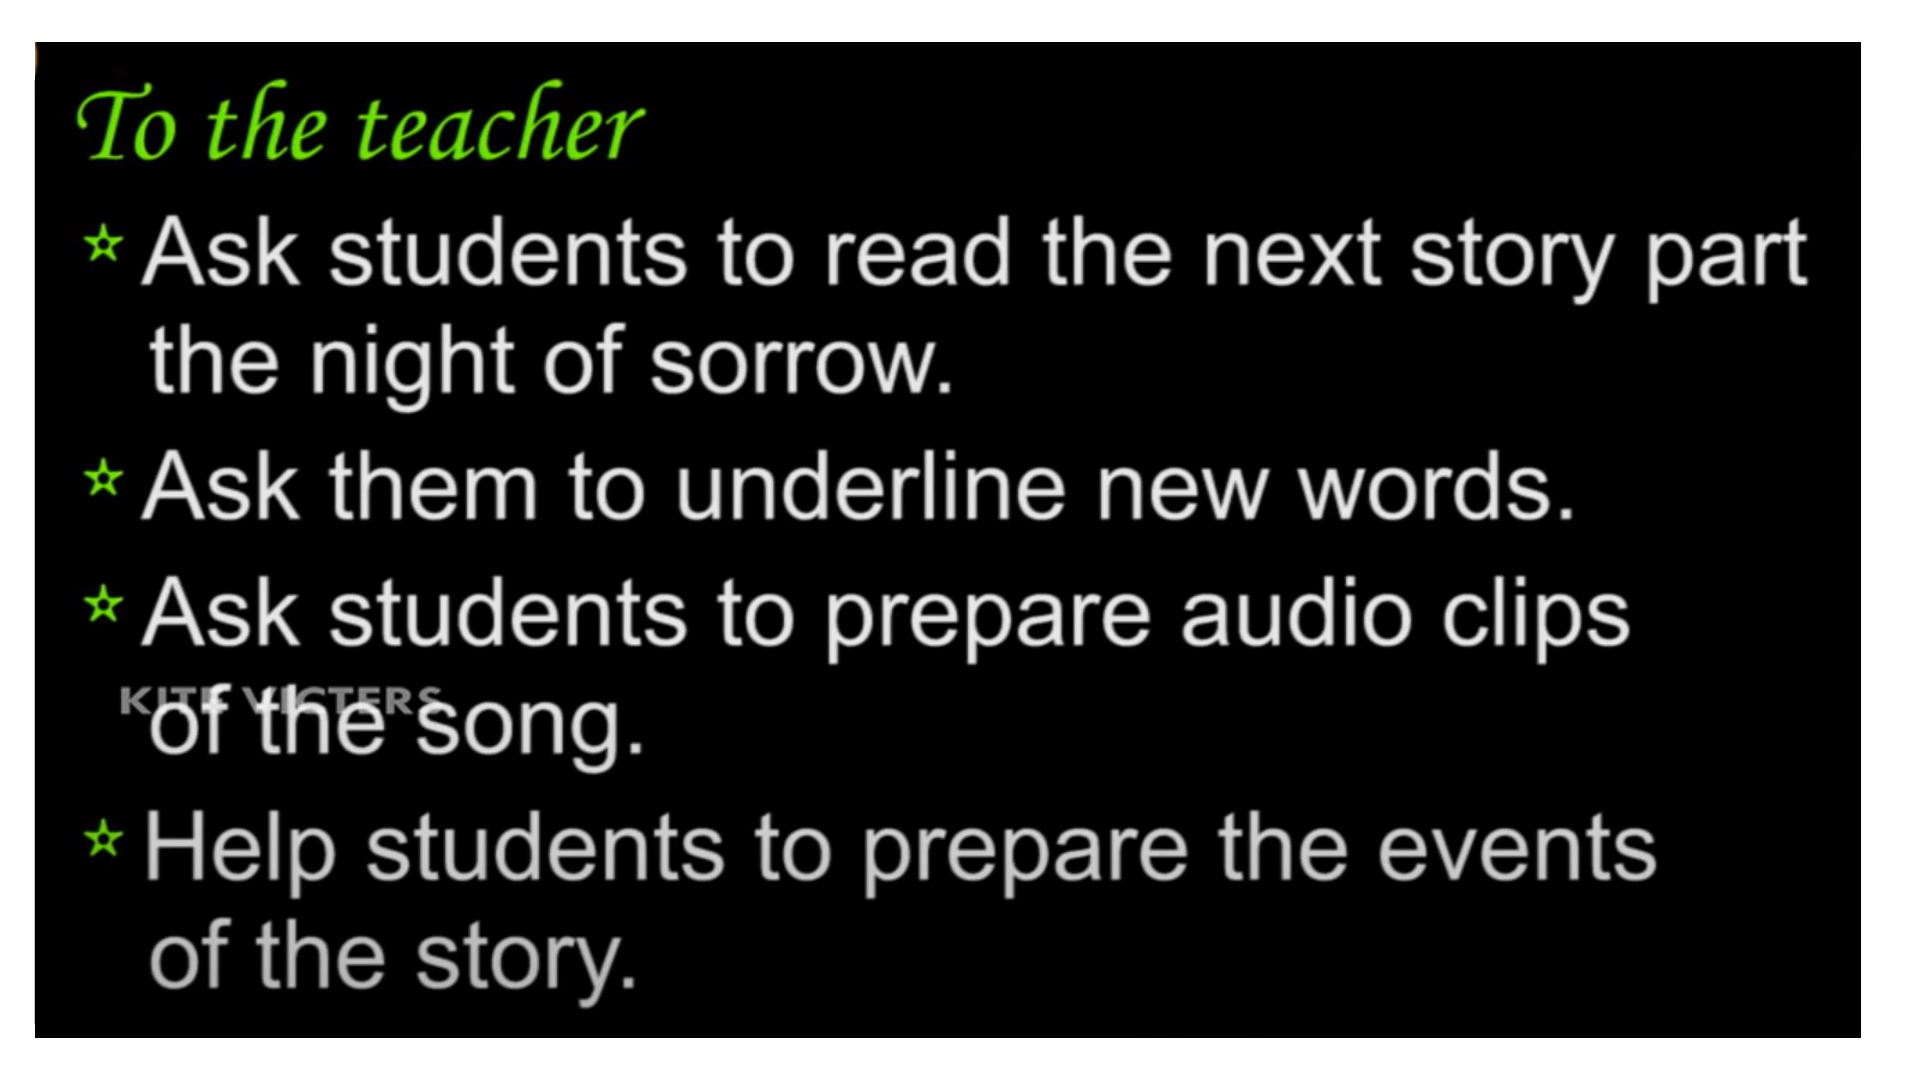 To the teacher
Ask students to read the next story part
the night of sorrow.
Ask them to underline new words.
Ask students to prepare audio clips
KITE VICTERS
of the song.
Help students to prepare the events
of the story.